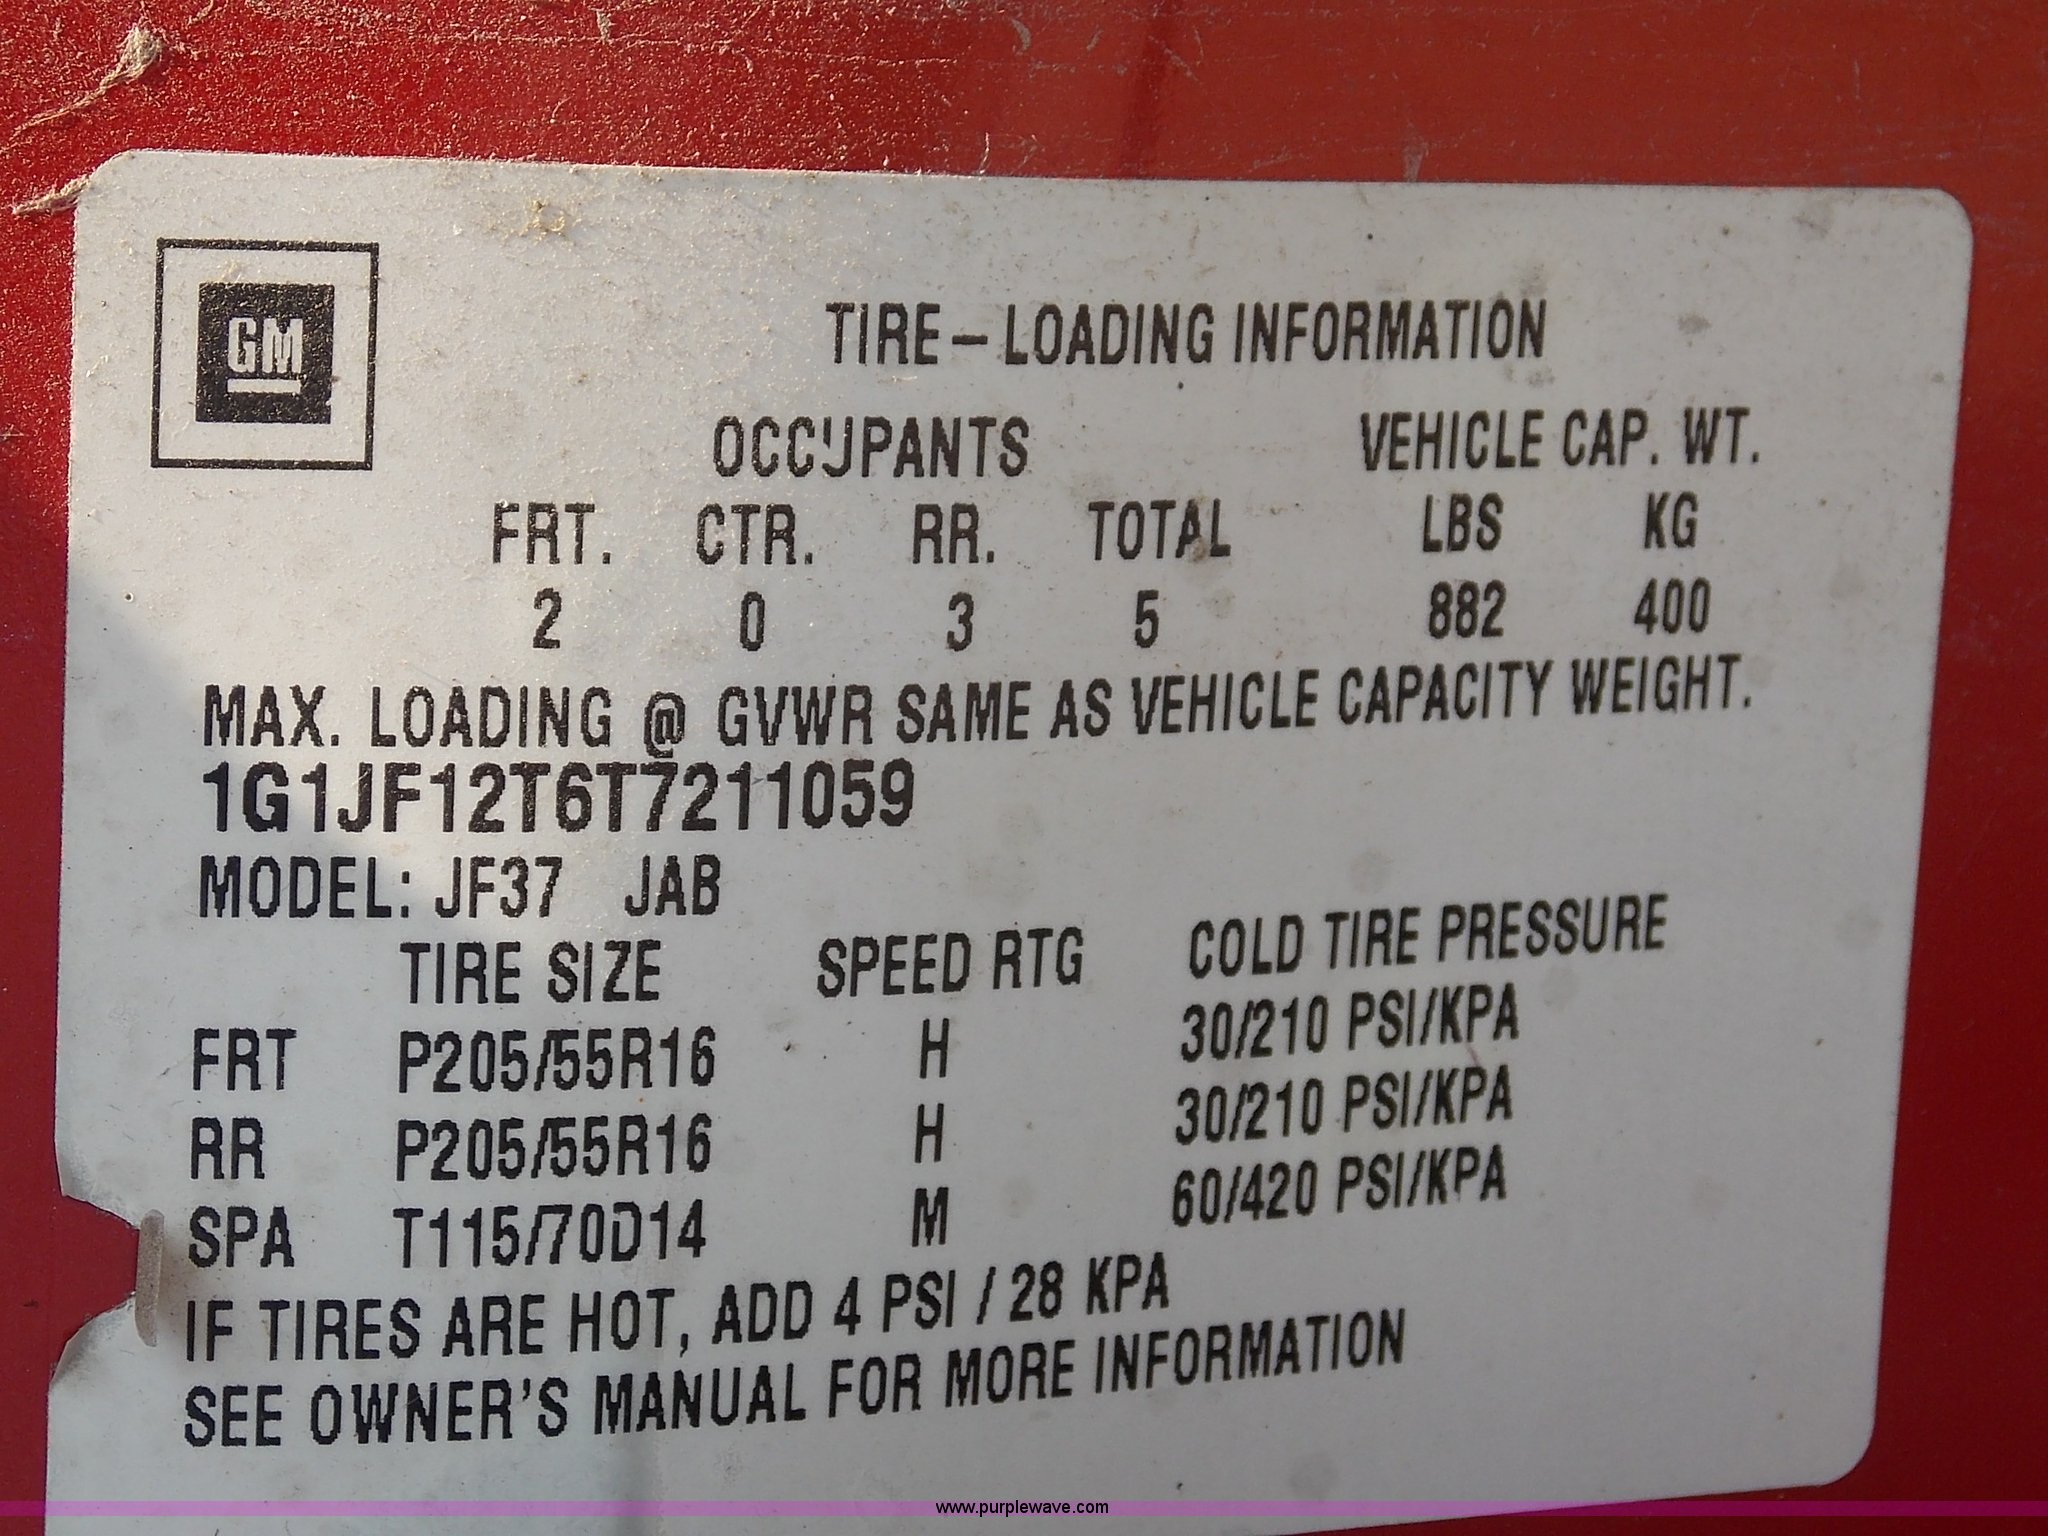 GM
TIRE – LOADING INFORMATION
OCCUPANTS VEHICLE CAP. WT.
FRT. CTR. RR. TOTAL LBS KG
2 0 3 5 882 400
MAX. LOADING @ GVWR SAME AS VEHICLE CAPACITY WEIGHT.
1G1JF12T6T7211059
MODEL: JF37 JAB
TIRE SIZE SPEED RTG COLD TIRE PRESSURE
FRT P205/55R16 H 30/210 PSI/KPA
RR P205/55R16 H 30/210 PSI/KPA
SPA T115/70D14 M 60/420 PSI/KPA
IF TIRES ARE HOT, ADD 4 PSI / 28 KPA
SEE OWNER'S MANUAL FOR MORE INFORMATION
www.purplewave.com